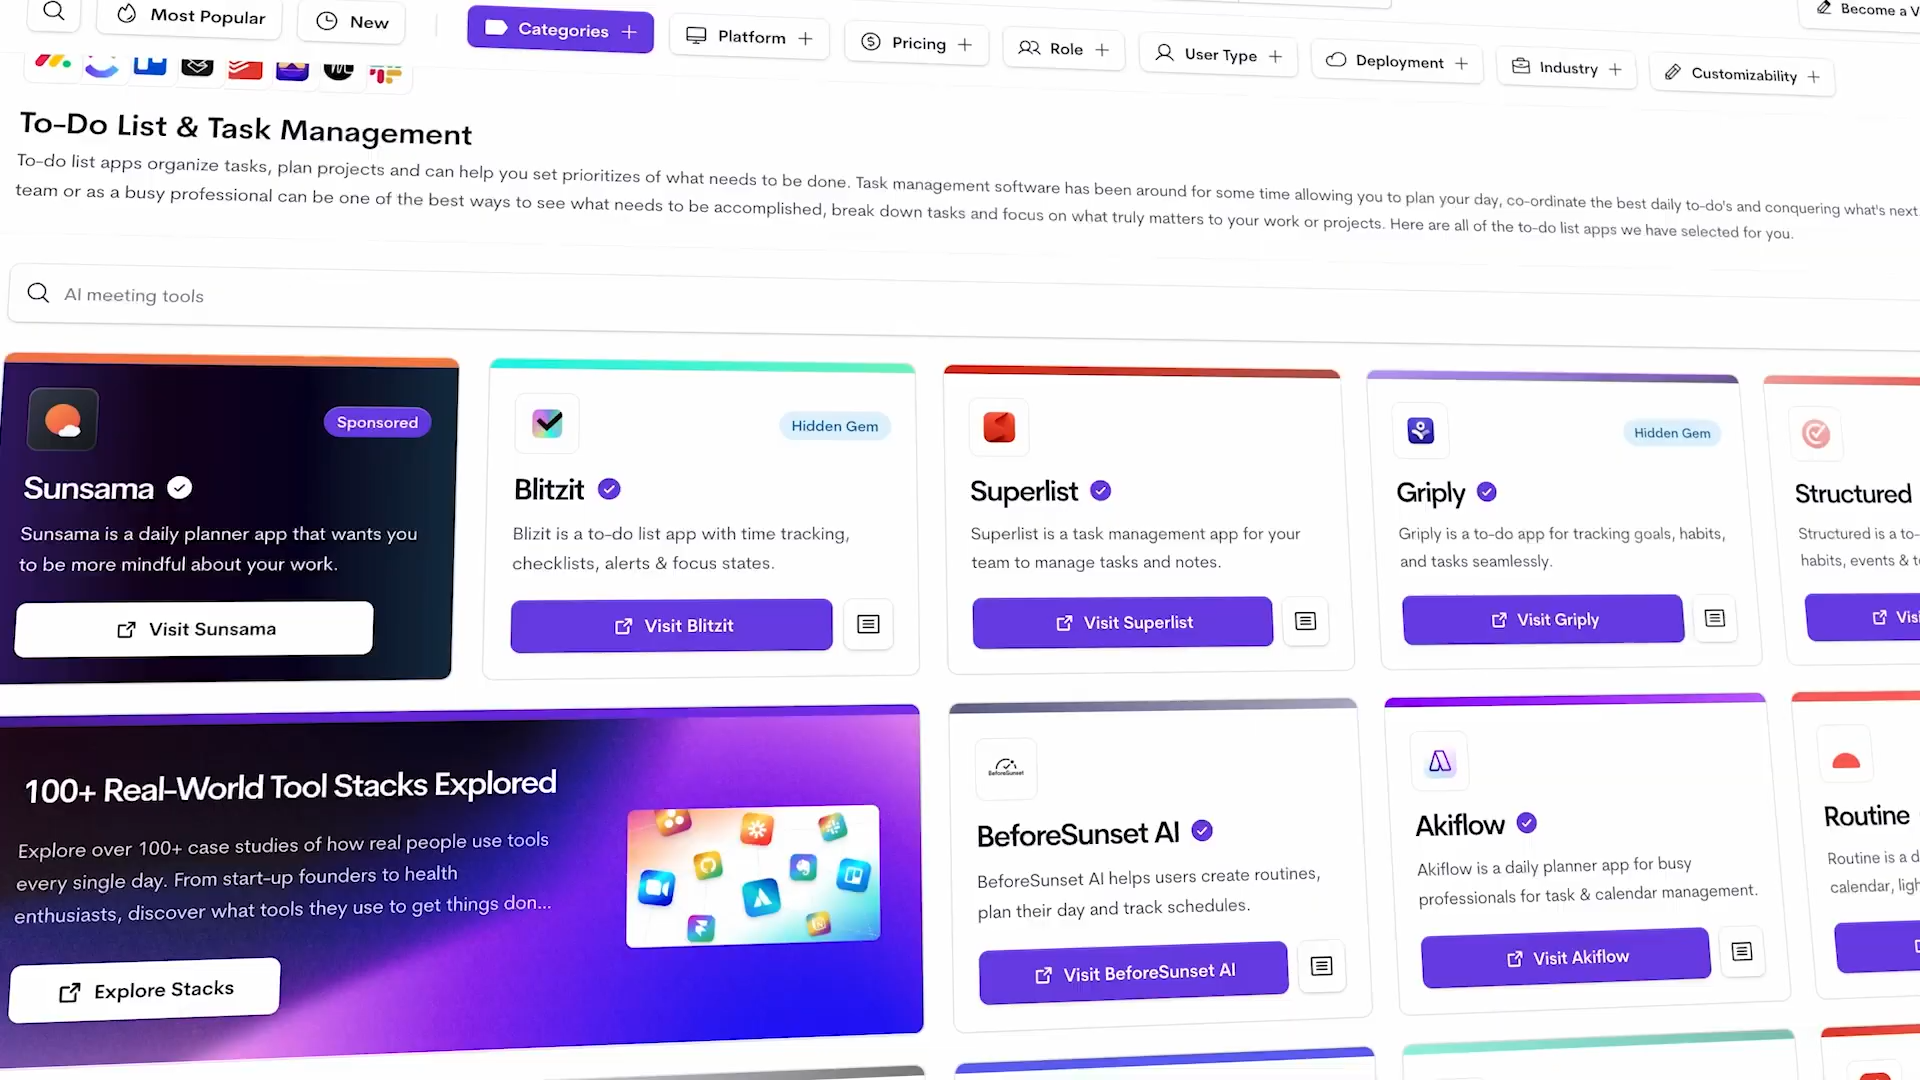 Most Popular
New
Categories
Platform
Pricing
Role
User Type
Deployment
Industry
Customizability
Become a V
To-Do List & Task Management
To-do list apps organize tasks, plan projects and can help you set prioritizes of what needs to be done. Task management software has been around for some time allowing you to plan your day, co-ordinate the best daily to-do's and conquering what's next
team or as a busy professional can be one of the best ways to see what needs to be accomplished, break down tasks and focus on what truly matters to your work or projects. Here are all of the to-do list apps we have selected for you.
AI meeting tools
Sponsored
Sunsama
Sunsama is a daily planner app that wants you
to be more mindful about your work.
Visit Sunsama
Hidden Gem
Blitzit
Blizit is a to-do list app with time tracking,
checklists, alerts & focus states.
Visit Blitzit
Superlist
Superlist is a task management app for your
team to manage tasks and notes.
Visit Superlist
Hidden Gem
Griply
Griply is a to-do app for tracking goals, habits,
and tasks seamlessly.
Visit Griply
Structured
Structured is a to-
habits, events & t
Vis
100+ Real-World Tool Stacks Explored
Explore over 100+ case studies of how real people use tools
every single day. From start-up founders to health
enthusiasts, discover what tools they use to get things don...
Explore Stacks
BeforeSunset
BeforeSunset AI
BeforeSunset AI helps users create routines,
plan their day and track schedules.
Visit BeforeSunset AI
Akiflow
Akiflow is a daily planner app for busy
professionals for task & calendar management.
Visit Akiflow
Routine
Routine is a d
calendar, ligh